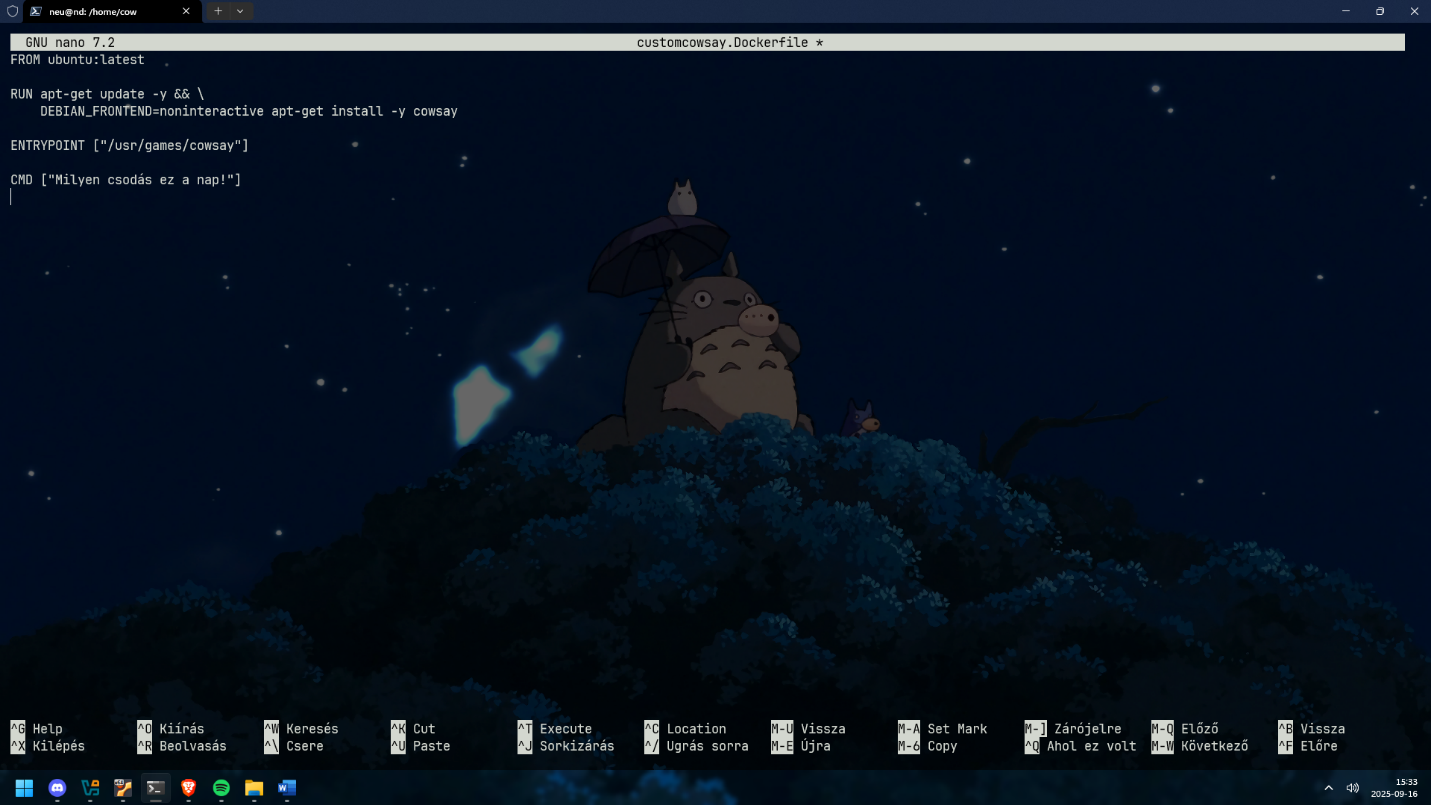 neu@nd: /home/cow
GNU nano 7.2 customcowsay.Dockerfile *
FROM ubuntu:latest
RUN apt-get update -y && \
DEBIAN_FRONTEND=noninteractive apt-get install -y cowsay
ENTRYPOINT ["/usr/games/cowsay"]
CMD ["Milyen csodás ez a nap!"]
^G Help ^O Kiírás ^W Keresés ^K Cut ^T Execute ^C Location M-U Vissza M-A Set Mark M-] Zárójelre M-Q Előző ^B Vissza
^X Kilépés ^R Beolvasás ^\ Csere ^U Paste ^J Sorkizárás ^/ Ugrás sorra M-E Újra M-6 Copy ^Q Ahol ez volt M-W Következő ^F Előre
15:33
2025-09-16